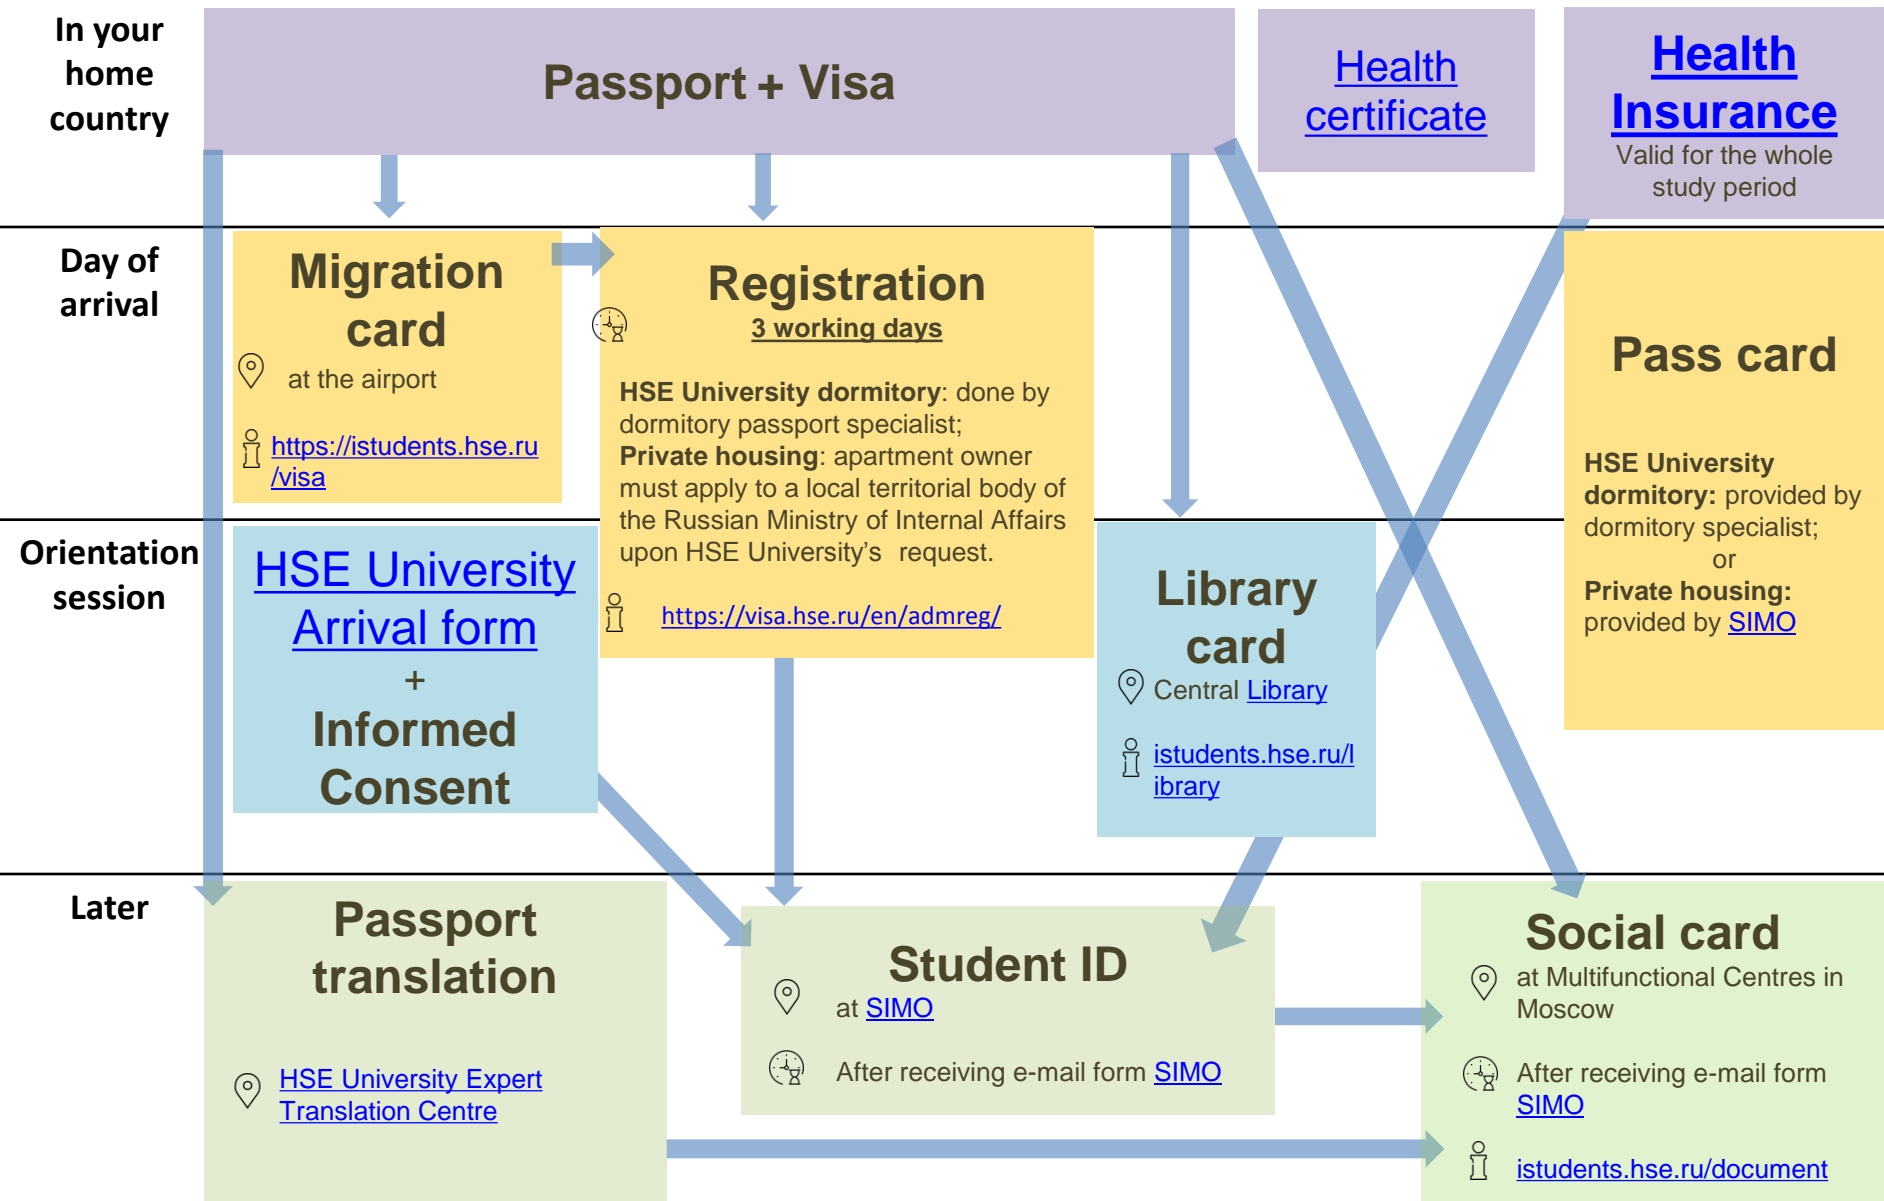 In your
home
country
Passport + Visa
Health
certificate
Health
Insurance
Valid for the whole
study period
Day of
arrival
Migration
card
at the airport
https://istudents.hse.ru
/visa
Registration
3 working days
HSE University dormitory: done by
dormitory passport specialist;
Private housing: apartment owner
must apply to a local territorial body of
the Russian Ministry of Internal Affairs
upon HSE University's request.
https://visa.hse.ru/en/admreg/
Pass card
HSE University
dormitory: provided by
dormitory specialist;
or
Private housing:
provided by SIMO
Orientation
session
HSE University
Arrival form
+
Informed
Consent
Library
card
Central Library
istudents.hse.ru/l
ibrary
Later
Passport
translation
HSE University Expert
Translation Centre
Student ID
at SIMO
After receiving e-mail form SIMO
Social card
at Multifunctional Centres in
Moscow
After receiving e-mail form
SIMO
istudents.hse.ru/document